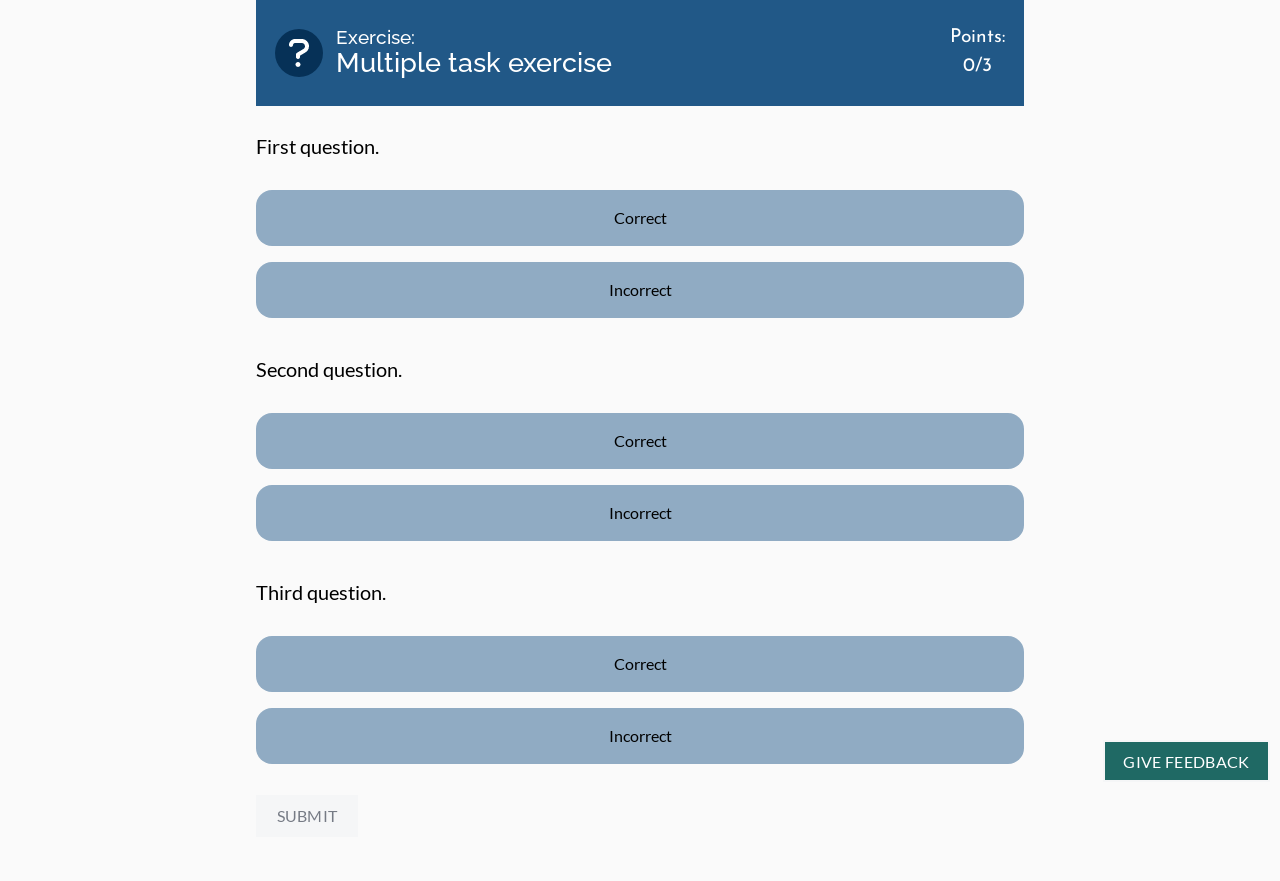 Exercise:
Multiple task exercise
Points:
0/3
First question.
Correct
Incorrect
Second question.
Correct
Incorrect
Third question.
Correct
Incorrect
GIVE FEEDBACK
SUBMIT